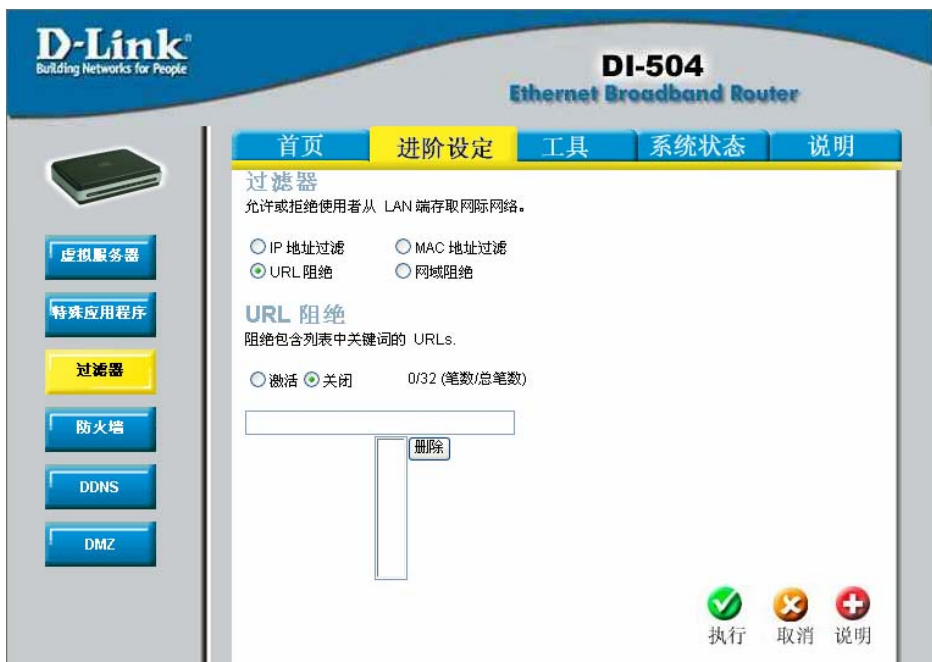 D-Link®
Building Networks for People
DI-504
Ethernet Broadband Router
首页 进阶设定 工具 系统状态 说明
虚拟服务器
特殊应用程序
过滤器
防火墙
DDNS
DMZ
过滤器
允许或拒绝使用者从 LAN 端存取网际网络。
IP 地址过滤 MAC 地址过滤
URL 阻绝 网域阻绝
URL 阻绝
阻绝包含列表中关键词的 URLs.
激活 关闭 0/32 (笔数/总笔数)
删除
执行 取消 说明